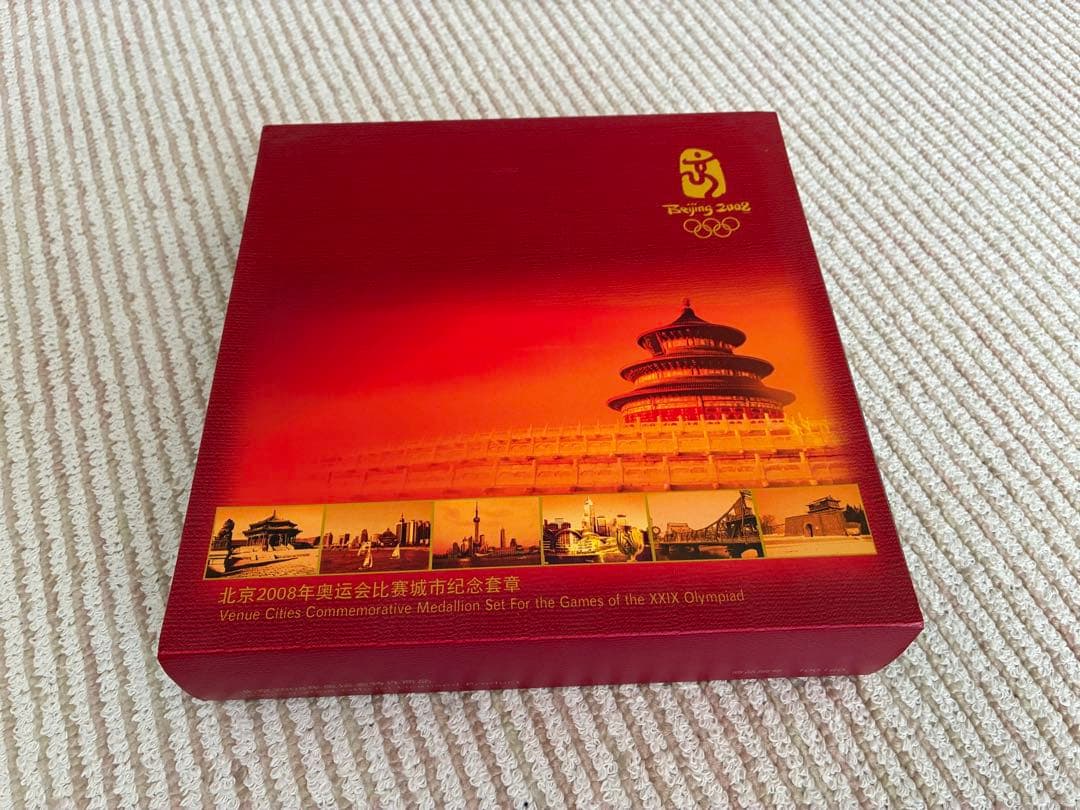 Beijing 2008
北京2008年奥运会比赛城市纪念套章
Venue Cities Commemorative Medallion Set For the Games of the XXIX Olympiad